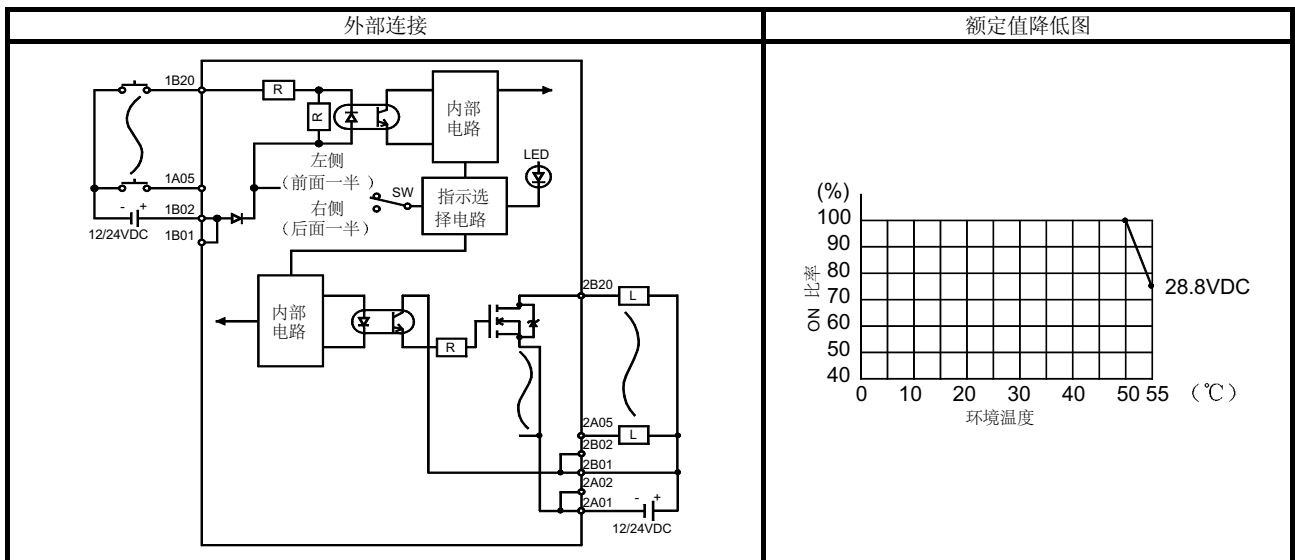 外部连接
额定值降低图
1B20
R
R
内部
电路
LED
左侧
（前面一半）
SW
指示选
择电路
右侧
（后面一半）
1A05
- +
1B02
12/24VDC
1B01
内部
电路
R
2B20
L
2A05
L
2B02
2B01
2A02
2A01
- +
12/24VDC
(%)
100
90
80
70
60
50
40
ON 比率
28.8VDC
0 10 20 30 40 50 55 （℃）
环境温度